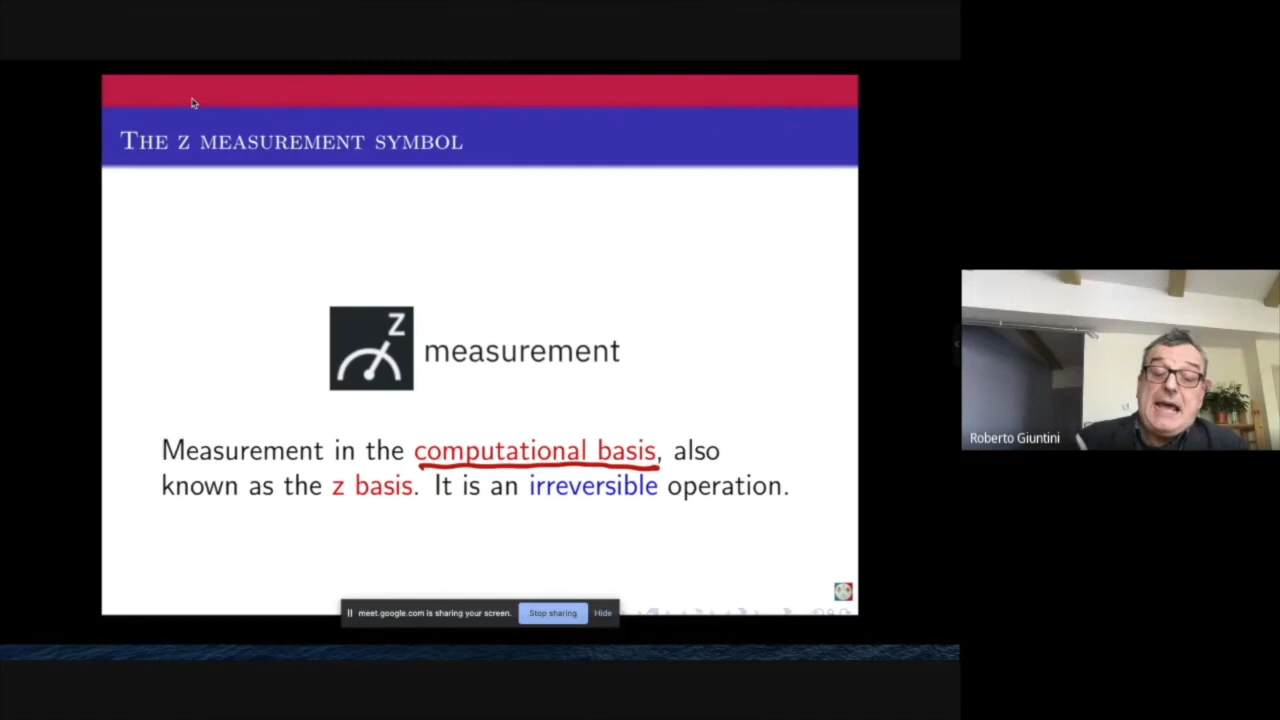 THE Z MEASUREMENT SYMBOL
Z
measurement
Measurement in the computational basis, also
known as the z basis. It is an irreversible operation.
meet.google.com is sharing your screen. Stop sharing Hide
Roberto Giuntini